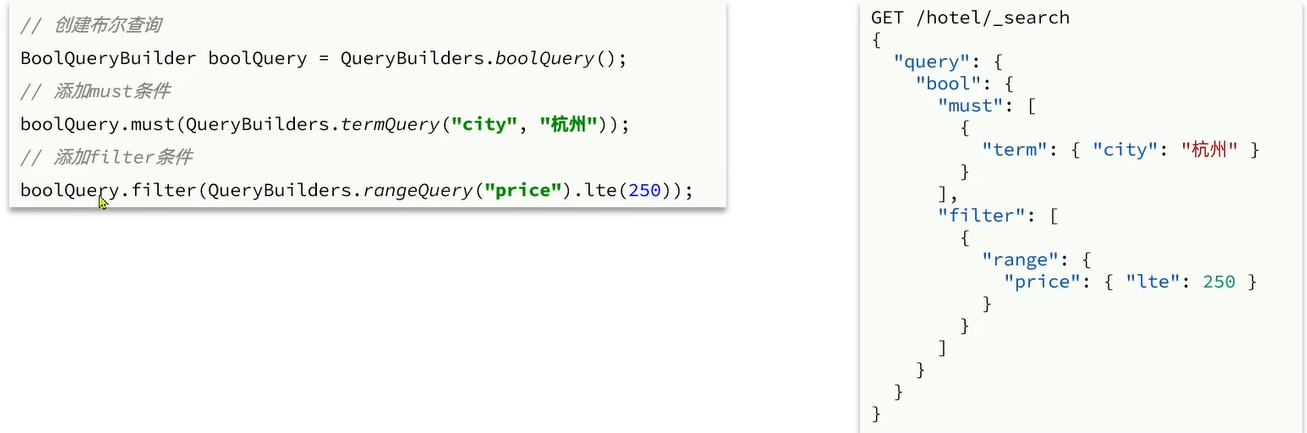 // 创建布尔查询
BoolQueryBuilder boolQuery = QueryBuilders.boolQuery();
// 添加must条件
boolQuery.must(QueryBuilders.termQuery("city", "杭州"));
// 添加filter条件
boolQuery.filter(QueryBuilders.rangeQuery("price").lte(250));
GET /hotel/_search
{
  "query": {
    "bool": {
      "must": [
        {
          "term": { "city": "杭州" }
        }
      ],
      "filter": [
        {
          "range": {
            "price": { "lte": 250 }
          }
        }
      ]
    }
  }
}